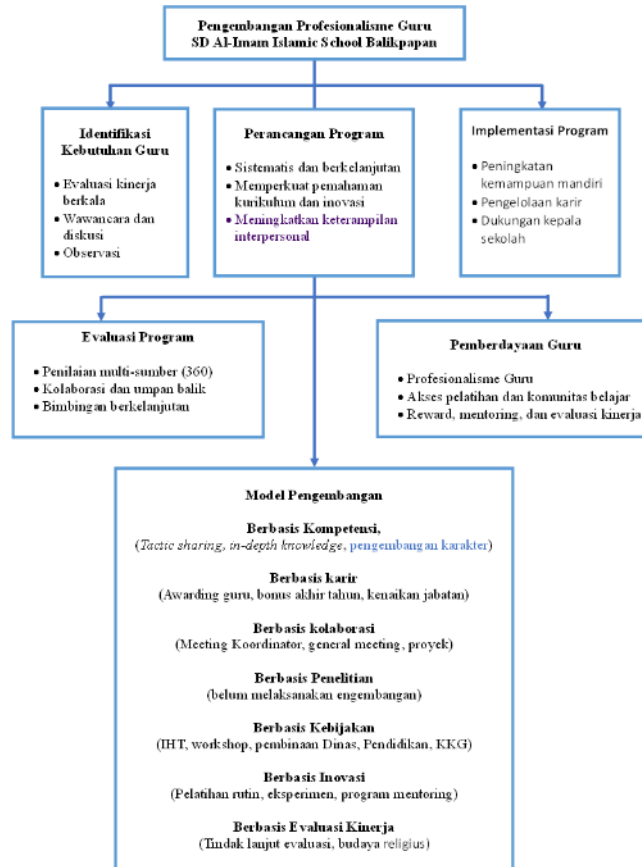 Pengembangan Profesionalisme Guru
SD Al-Imam Islamic School Balikpapan
Identifikasi
Kebutuhan Guru
• Evaluasi kinerja
berkala
• Wawancara dan
diskusi
• Observasi
Perancangan Program
• Sistematis dan berkelanjutan
• Memperkuat pemahaman
kurikulum dan inovasi
• Meningkatkan keterampilan
interpersonal
Implementasi Program
• Peningkatan
kemampuan mandiri
• Pengelolaan karir
• Dukungan kepala
sekolah
Evaluasi Program
• Penilaian multi-sumber (360)
• Kolaborasi dan umpan balik
• Bimbingan berkelanjutan
Pemberdayaan Guru
• Profesionalisme Guru
• Akses pelatihan dan komunitas belajar
• Reward, mentoring, dan evaluasi kinerja
Model Pengembangan
Berbasis Kompetensi,
(Tactic sharing, in-depth knowledge, pengembangan karakter)
Berbasis karir
(Awarding guru, bonus akhir tahun, kenaikan jabatan)
Berbasis kolaborasi
(Meeting Koordinator, general meeting, proyek)
Berbasis Penelitian
(belum melaksanakan engembangan)
Berbasis Kebijakan
(IHT, workshop, pembinaan Dinas, Pendidikan, KKG)
Berbasis Inovasi
(Pelatihan rutin, eksperimen, program mentoring)
Berbasis Evaluasi Kinerja
(Tindak lanjut evaluasi, budaya religius)